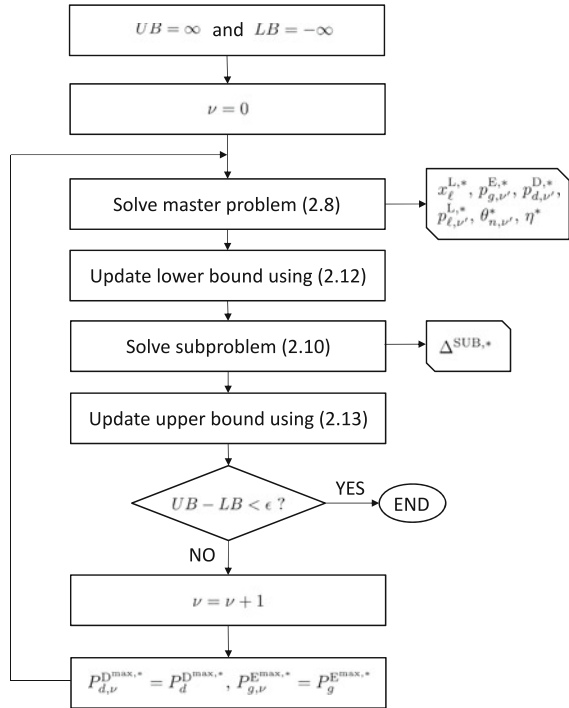 UB = ∞ and LB = −∞
ν = 0
Solve master problem (2.8)
x_ℓ^{L,*}, p_{g,ν′}^{E,*}, p_{d,ν′}^{D,*},
p_{ℓ,ν′}^{L,*}, θ_{n,ν′}^{*}, η^{*}
Update lower bound using (2.12)
Solve subproblem (2.10)
Δ^{SUB,*}
Update upper bound using (2.13)
UB − LB < ϵ ?
YES
END
NO
ν = ν + 1
P_{d,ν}^{D^{max},*} = P_d^{D^{max},*}, P_{g,ν}^{E^{max},*} = P_g^{E^{max},*}